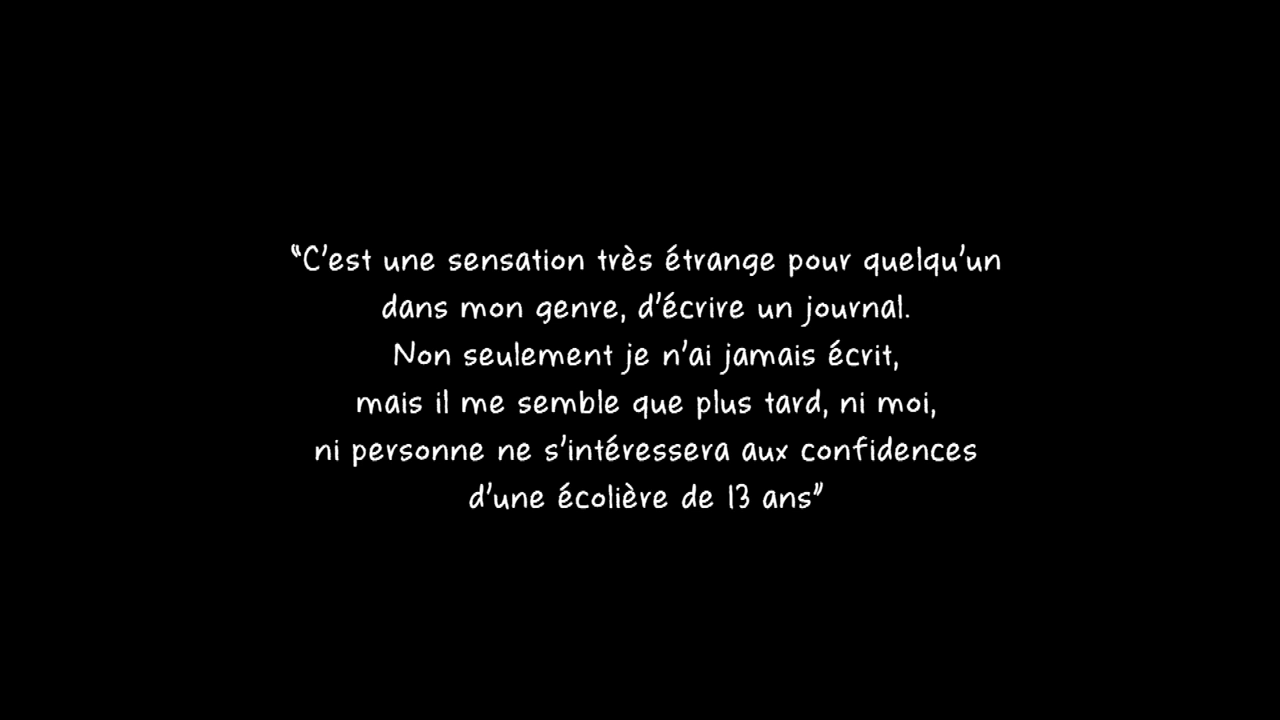 “C'est une sensation très étrange pour quelqu'un
dans mon genre, d'écrire un journal.
Non seulement je n'ai jamais écrit,
mais il me semble que plus tard, ni moi,
ni personne ne s'intéressera aux confidences
d'une écolière de 13 ans”